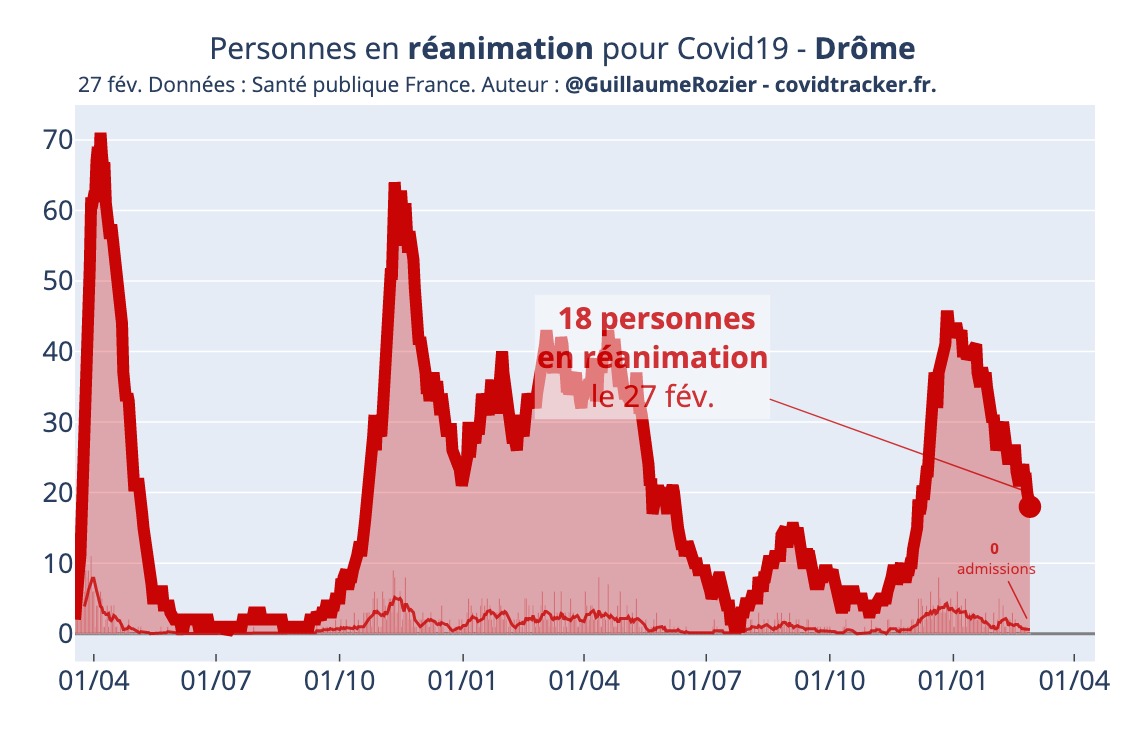 Personnes en réanimation pour Covid19 - Drôme
27 fév. Données : Santé publique France. Auteur : @GuillaumeRozier - covidtracker.fr.
70
60
50
40
30
20
10
0
18 personnes
en réanimation
le 27 fév.
0
admissions
01/04 01/07 01/10 01/01 01/04 01/07 01/10 01/01 01/04